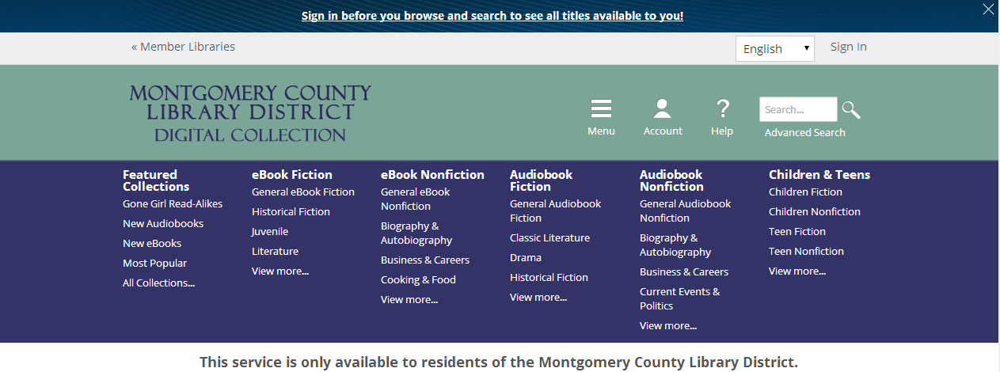 Sign in before you browse and search to see all titles available to you!
« Member Libraries
English
Sign In
MONTGOMERY COUNTY
LIBRARY DISTRICT
DIGITAL COLLECTION
Menu
Account
Help
Search...
Advanced Search
Featured
Collections
Gone Girl Read-Alikes
New Audiobooks
New eBooks
Most Popular
All Collections...
eBook Fiction
General eBook Fiction
Historical Fiction
Juvenile
Literature
View more...
eBook Nonfiction
General eBook
Nonfiction
Biography &
Autobiography
Business & Careers
Cooking & Food
View more...
Audiobook
Fiction
General Audiobook
Fiction
Classic Literature
Drama
Historical Fiction
View more...
Audiobook
Nonfiction
General Audiobook
Nonfiction
Biography &
Autobiography
Business & Careers
Current Events &
Politics
View more...
Children & Teens
Children Fiction
Children Nonfiction
Teen Fiction
Teen Nonfiction
View more...
This service is only available to residents of the Montgomery County Library District.